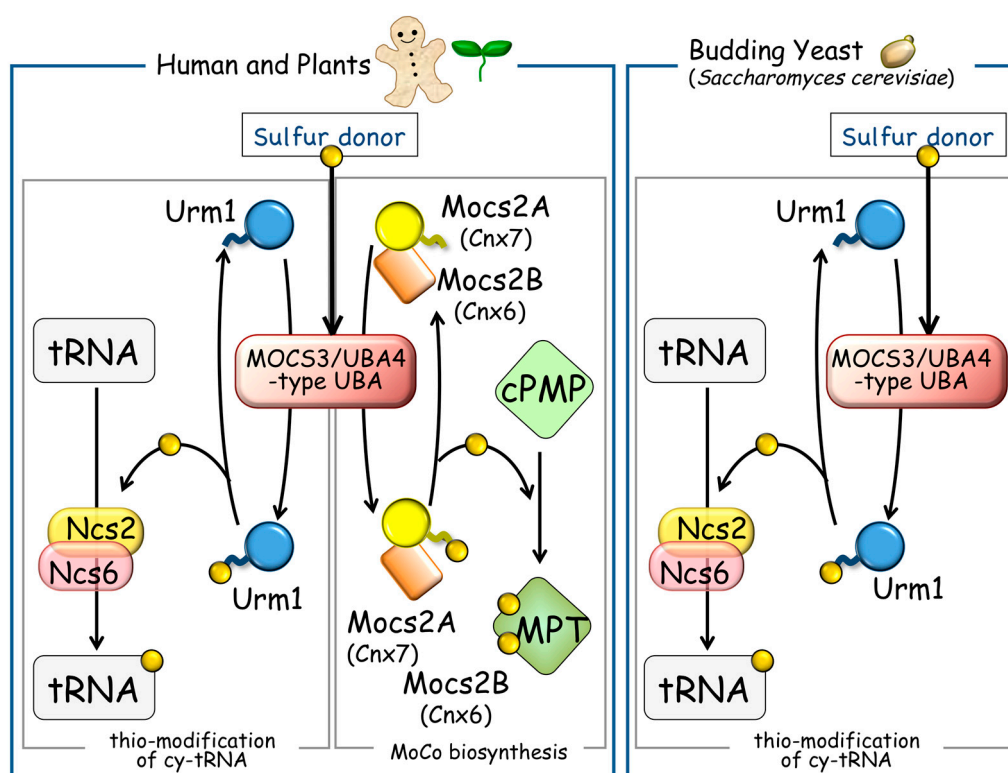 Human and Plants
Sulfur donor
Urm1
Mocs2A
(Cnx7)
Mocs2B
(Cnx6)
tRNA
MOCS3/UBA4
-type UBA
cPMP
Ncs2
Ncs6
Urm1
Mocs2A
(Cnx7)
MPT
Mocs2B
(Cnx6)
tRNA
thio-modification
of cy-tRNA
MoCo biosynthesis
Budding Yeast
(Saccharomyces cerevisiae)
Sulfur donor
Urm1
tRNA
MOCS3/UBA4
-type UBA
Ncs2
Ncs6
Urm1
tRNA
thio-modification
of cy-tRNA